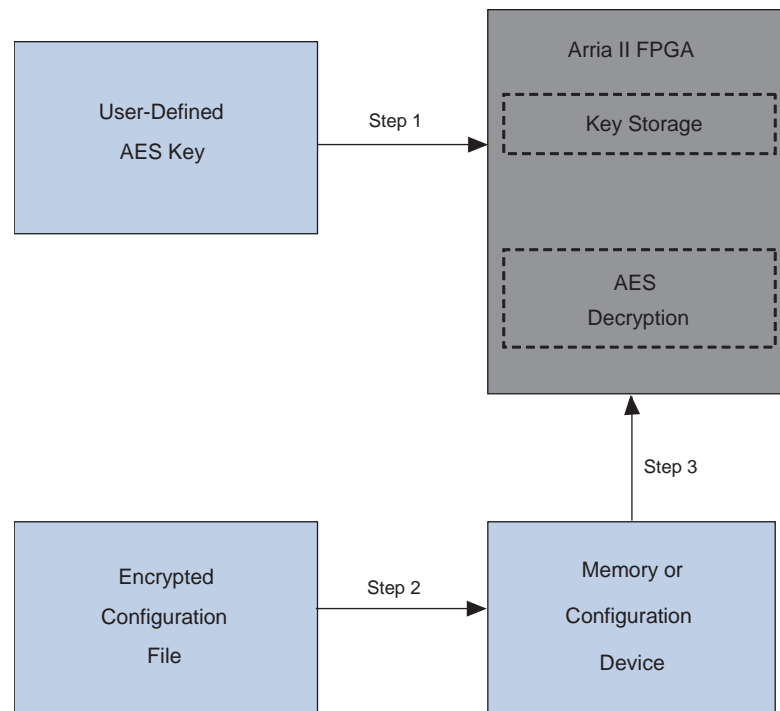 Arria II FPGA
User-Defined
AES Key
Step 1
Key Storage
AES
Decryption
Step 3
Encrypted
Configuration
File
Step 2
Memory or
Configuration
Device